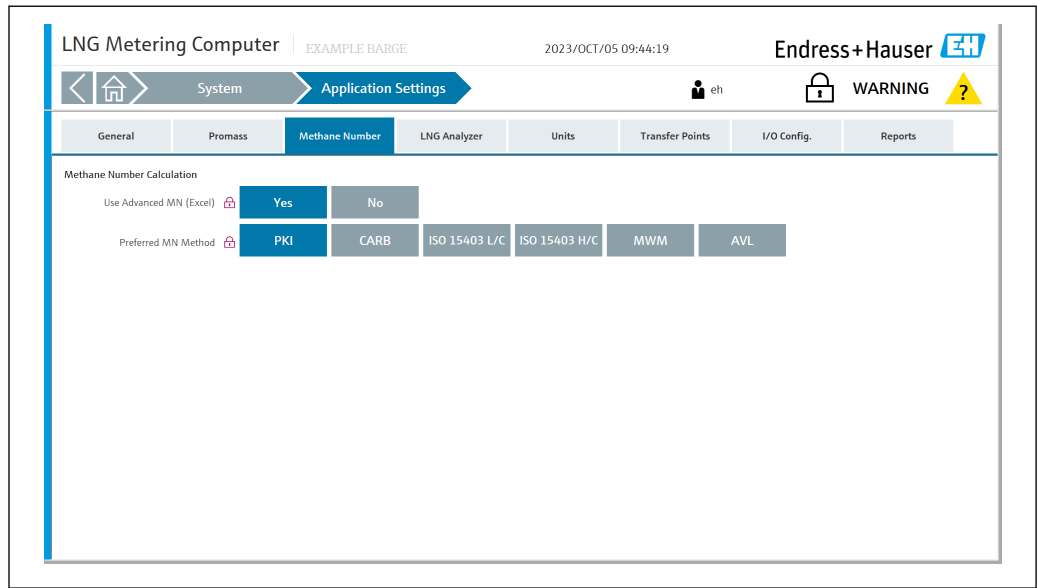 LNG Metering Computer EXAMPLE BARGE 2023/OCT/05 09:44:19 Endress+Hauser EH
System Application Settings eh WARNING ?
General Promass Methane Number LNG Analyzer Units Transfer Points I/O Config. Reports
Methane Number Calculation
Use Advanced MN (Excel) Yes No
Preferred MN Method PKI CARB ISO 15403 L/C ISO 15403 H/C MWM AVL